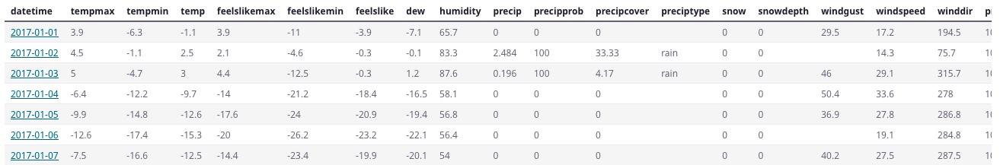 datetime tempmax tempmin temp feelslikemax feelslikemin feelslike dew humidity precip precipprob precipcover preciptype snow snowdepth windgust windspeed winddir
2017-01-01 3.9 -6.3 -1.1 3.9 -11 -3.9 -7.1 65.7 0 0 0 0 0 29.5 17.2 194.5
2017-01-02 4.5 -1.1 2.5 2.1 -4.6 -0.3 -0.1 83.3 2.484 100 33.33 rain 0 0 14.3 75.7
2017-01-03 5 -4.7 3 4.4 -12.5 -0.3 1.2 87.6 0.196 100 4.17 rain 0 0 46 29.1 315.7
2017-01-04 -6.4 -12.2 -9.7 -14 -21.2 -18.4 -16.5 58.1 0 0 0 0 0 50.4 33.6 278
2017-01-05 -9.9 -14.8 -12.6 -17.6 -24 -20.9 -19.4 56.8 0 0 0 0 0 36.9 27.8 286.8
2017-01-06 -12.6 -17.4 -15.3 -20 -26.2 -23.2 -22.1 56.4 0 0 0 0 0 19.1 284.8
2017-01-07 -7.5 -16.6 -12.5 -14.4 -23.4 -19.9 -20.1 54 0 0 0 0 0 40.2 27.5 287.5